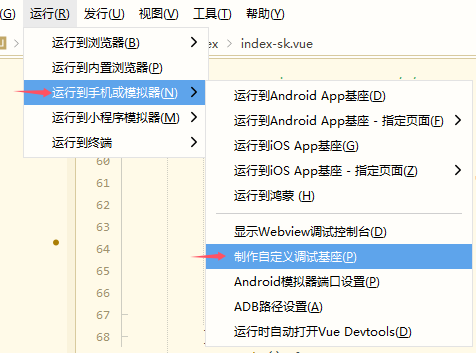 (G) 运行(R) 发行(U) 视图(V) 工具(T) 帮助(Y)
运行到浏览器(B)
ex index-sk.vue
运行到内置浏览器(P)
运行到手机或模拟器(N)
运行到Android App基座(D)
运行到小程序模拟器(M)
运行到Android App基座 - 指定页面(F)
运行到终端
运行到iOS App基座(G)
60
运行到iOS App基座 - 指定页面(Z)
61
运行到鸿蒙 (H)
62
63
显示Webview调试控制台(D)
64
制作自定义调试基座(P)
65
Android模拟器端口设置(P)
66
ADB路径设置(A)
67
运行时自动打开Vue Devtools(D)
68